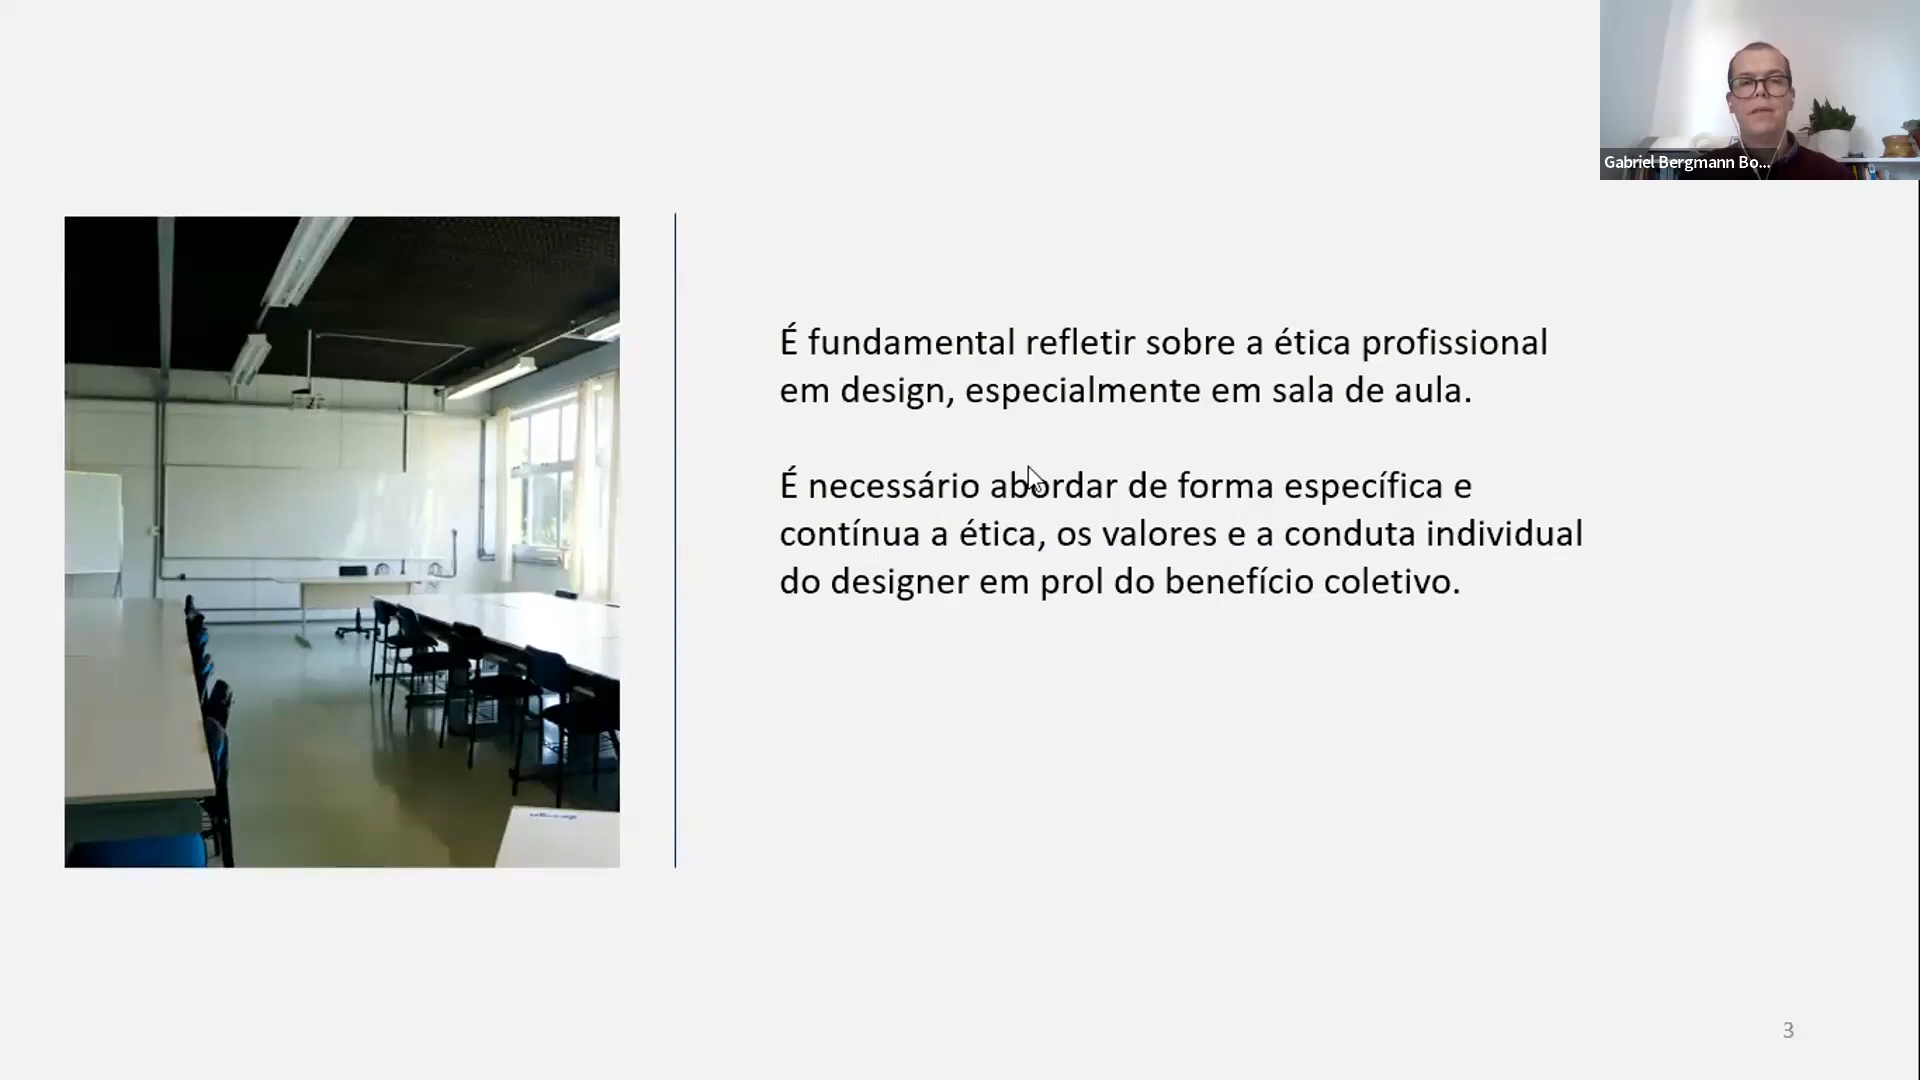 Gabriel Bergmann Bo...
É fundamental refletir sobre a ética profissional
em design, especialmente em sala de aula.
É necessário abordar de forma específica e
contínua a ética, os valores e a conduta individual
do designer em prol do benefício coletivo.
3